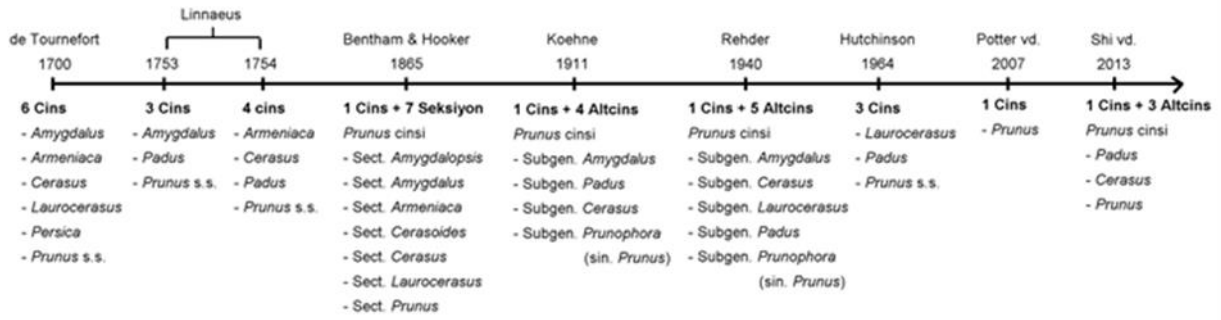 Linnaeus
de Tournefort Bentham & Hooker Koehne Rehder Hutchinson Potter vd. Shi vd.
1700 1753 1754 1865 1911 1940 1964 2007 2013
6 Cins 3 Cins 4 cins 1 Cins + 7 Seksiyon 1 Cins + 4 Altcins 1 Cins + 5 Altcins 3 Cins 1 Cins 1 Cins + 3 Altcins
- Amygdalus - Amygdalus - Armeniaca Prunus cinsi Prunus cinsi Prunus cinsi - Laurocerasus - Prunus Prunus cinsi
- Armeniaca - Padus - Cerasus - Sect. Amygdalopsis - Subgen. Amygdalus - Subgen. Amygdalus - Padus - Padus
- Cerasus - Prunus s.s. - Padus - Sect. Amygdalus - Subgen. Padus - Subgen. Cerasus - Prunus s.s. - Cerasus
- Laurocerasus - Prunus s.s. - Sect. Armeniaca - Subgen. Cerasus - Subgen. Laurocerasus - Prunus
- Persica - Sect. Cerasoides - Subgen. Prunophora - Subgen. Padus
- Prunus s.s. - Sect. Cerasus (sin. Prunus) - Subgen. Prunophora
- Sect. Laurocerasus (sin. Prunus)
- Sect. Prunus